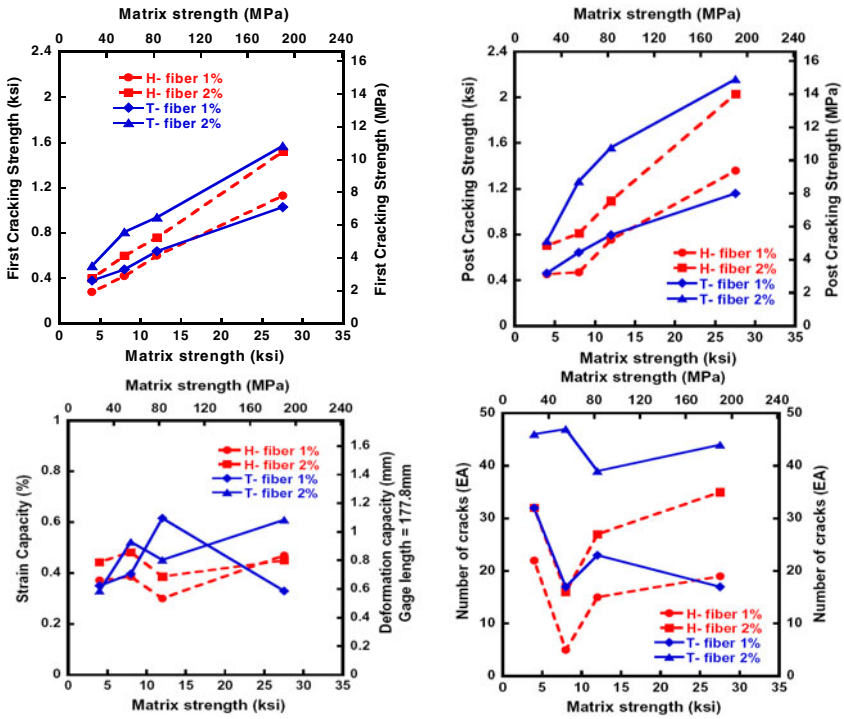 Matrix strength (MPa)
0 40 80 120 160 200 240
First Cracking Strength (ksi)
2.4
2
1.6
1.2
0.8
0.4
0
H- fiber 1%
H- fiber 2%
T- fiber 1%
T- fiber 2%
16
14
12
10
8
6
4
2
0
First Cracking Strength (MPa)
0 5 10 15 20 25 30 35
Matrix strength (ksi)
Matrix strength (MPa)
0 40 80 120 160 200 240
Post Cracking Strength (ksi)
2.4
2
1.6
1.2
0.8
0.4
0
H- fiber 1%
H- fiber 2%
T- fiber 1%
T- fiber 2%
16
14
12
10
8
6
4
2
0
Post Cracking Strength (MPa)
0 5 10 15 20 25 30 35
Matrix strength (ksi)
Matrix strength (MPa)
0 40 80 120 160 200 240
Strain Capacity (%)
1
0.8
0.6
0.4
0.2
0
H- fiber 1%
H- fiber 2%
T- fiber 1%
T- fiber 2%
1.6
1.4
1.2
1
0.8
0.6
0.4
0.2
0
Deformation capacity (mm)
Gage length = 177.8mm
0 5 10 15 20 25 30 35
Matrix strength (ksi)
Matrix strength (MPa)
0 40 80 120 160 200 240
Number of cracks (EA)
50
40
30
20
10
0
H- fiber 1%
H- fiber 2%
T- fiber 1%
T- fiber 2%
50
40
30
20
10
0
Number of cracks (EA)
0 5 10 15 20 25 30 35
Matrix strength (ksi)